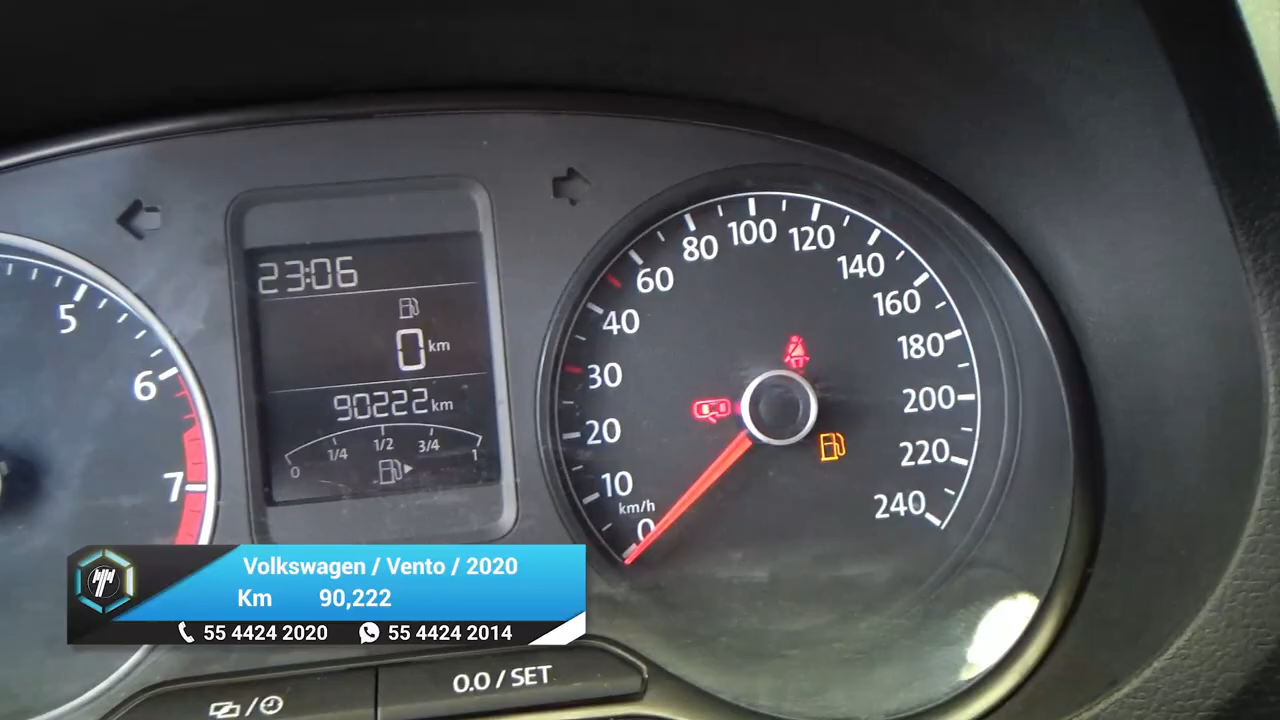 23:06
0 km
90222 km
0 1/4 1/2 3/4 1
5
6
7
0
10
20
30
40
60
80
100
120
140
160
180
200
220
240
km/h
Volkswagen / Vento / 2020
Km 90,222
55 4424 2020 55 4424 2014
0.0 / SET